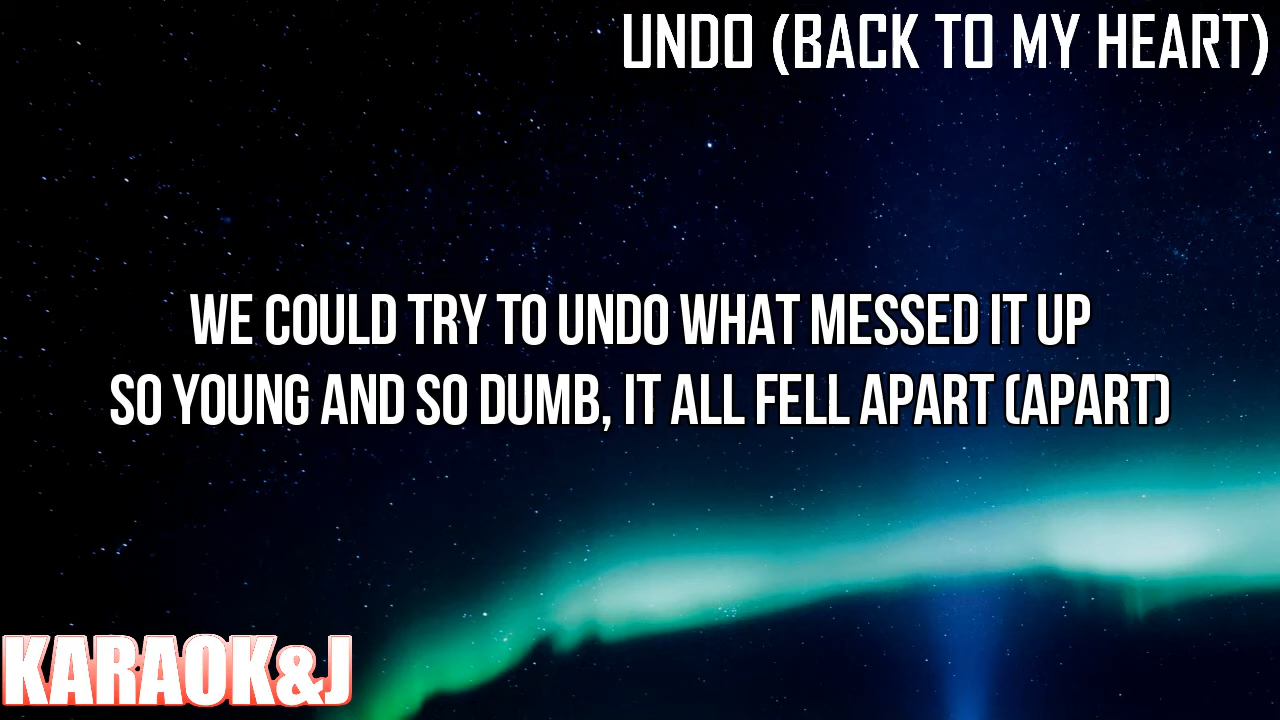 UNDO (BACK TO MY HEART)
WE COULD TRY TO UNDO WHAT MESSED IT UP
SO YOUNG AND SO DUMB, IT ALL FELL APART (APART)
KARAOK&J